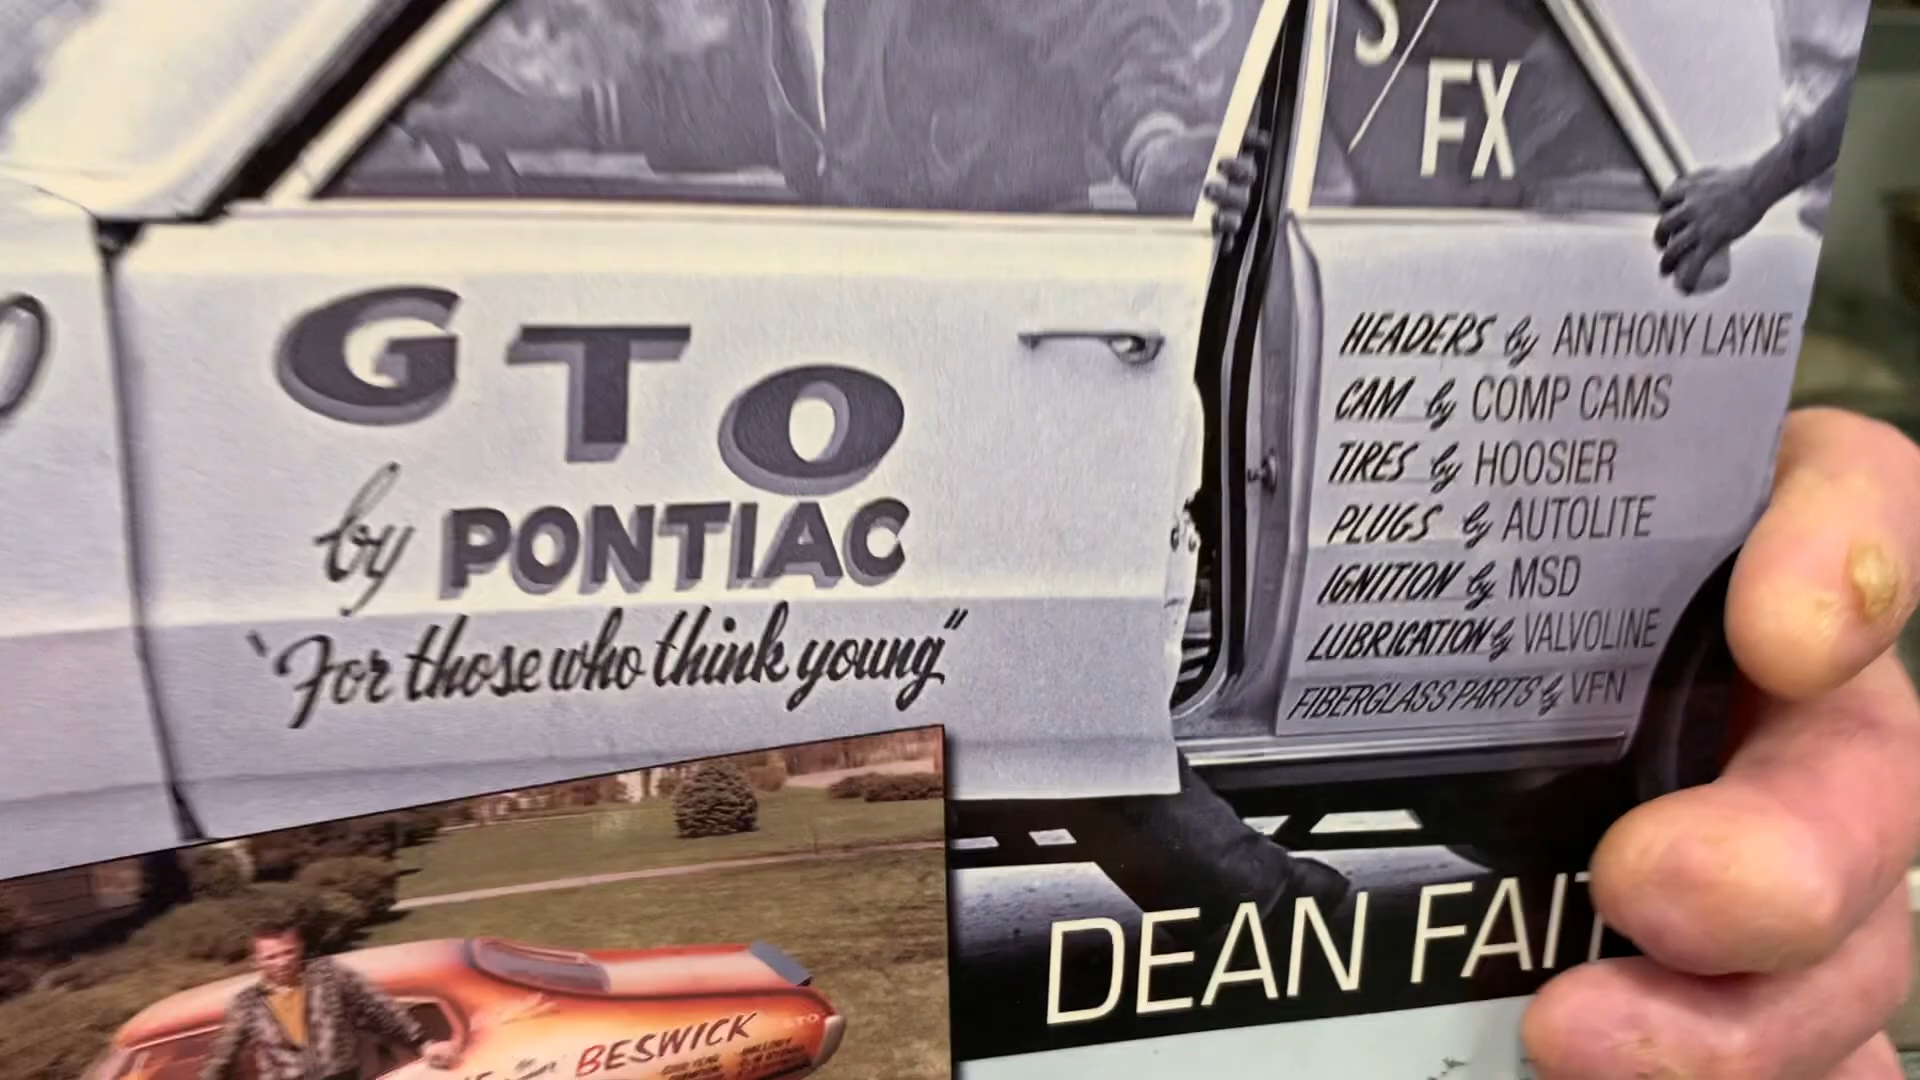 S/
FX
GTO
by PONTIAC
"For those who think young"
HEADERS by ANTHONY LAYNE
CAM by COMP CAMS
TIRES by HOOSIER
PLUGS by AUTOLITE
IGNITION by MSD
LUBRICATION by VALVOLINE
FIBERGLASS PARTS by VFN
DEAN FAIT
BESWICK
GTO